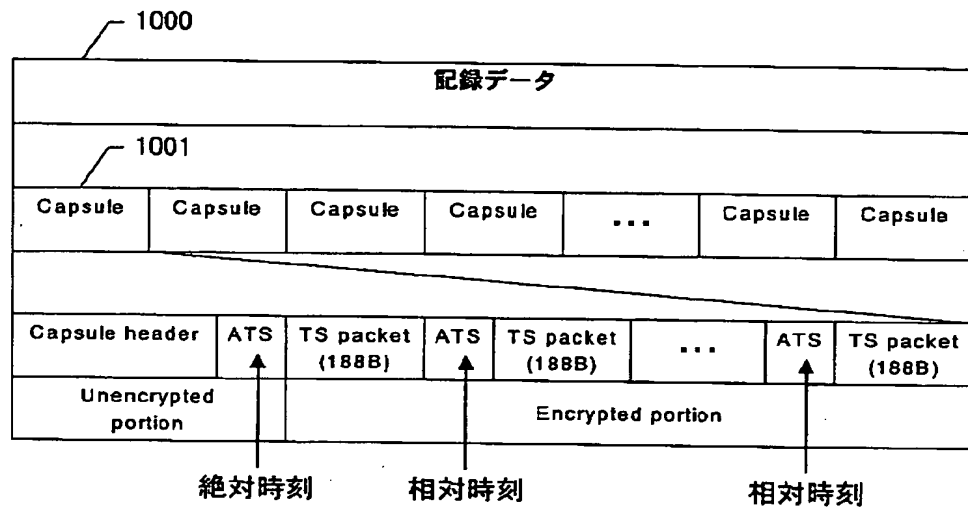 1000
記録データ
1001
Capsule Capsule Capsule Capsule ... Capsule Capsule
Capsule header ATS TS packet ATS TS packet ... ATS TS packet
(188B) (188B) (188B)
Unencrypted Encrypted portion
portion
絶対時刻 相対時刻 相対時刻